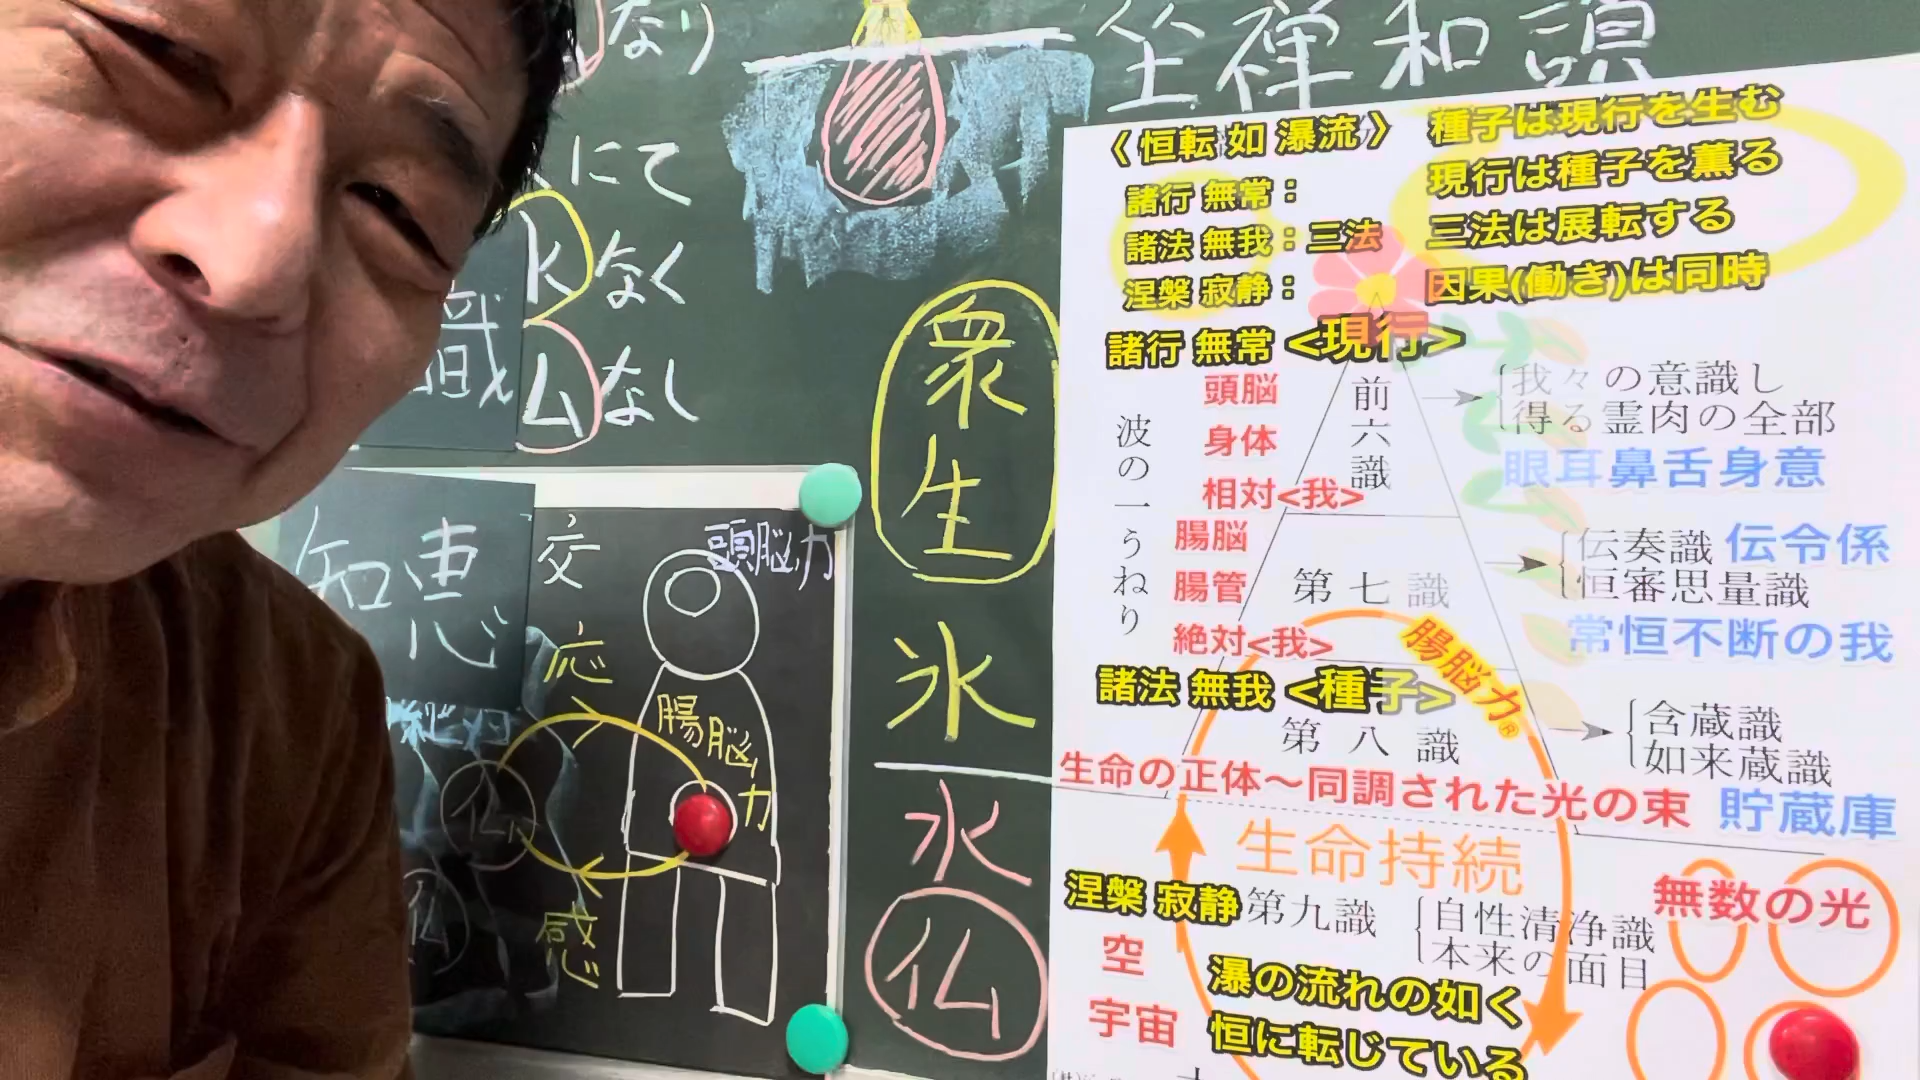 なり
坐禅和讃
にて
なく
なし
識
衆生
氷
水
仏
知恵
交
応
感
頭脳力
腸脳力
絶対
仏
仏
〈恒転 如 瀑流〉
諸行 無常：
諸法 無我：三法
涅槃 寂静：
種子は現行を生む
現行は種子を薫る
三法は展転する
因果(働き)は同時
諸行 無常 <現行>
波の一うねり
頭脳
身体
相対<我>
前六識
我々の意識し
得る霊肉の全部
眼耳鼻舌身意
腸脳
腸管
絶対<我>
第七識
伝奏識 伝令係
恒審思量識
常恒不断の我
腸脳力®
諸法 無我 <種子>
第八識
含蔵識
如来蔵識
生命の正体～同調された光の束 貯蔵庫
生命持続
涅槃 寂静 第九識
自性清浄識
本来の面目
無数の光
空
宇宙
瀑の流れの如く
恒に転じている